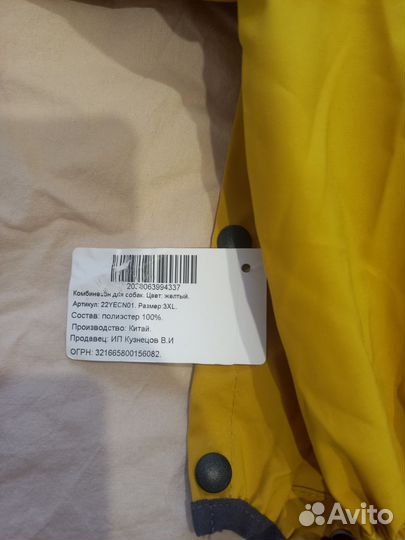 2038063994337
Комбинезон для собак. Цвет: желтый.
Артикул: 22YECN01. Размер:3XL.
Состав: полиэстер 100%.
Производство: Китай.
Продавец: ИП Кузнецов В.И
ОГРН: 321665800156082.
Avito